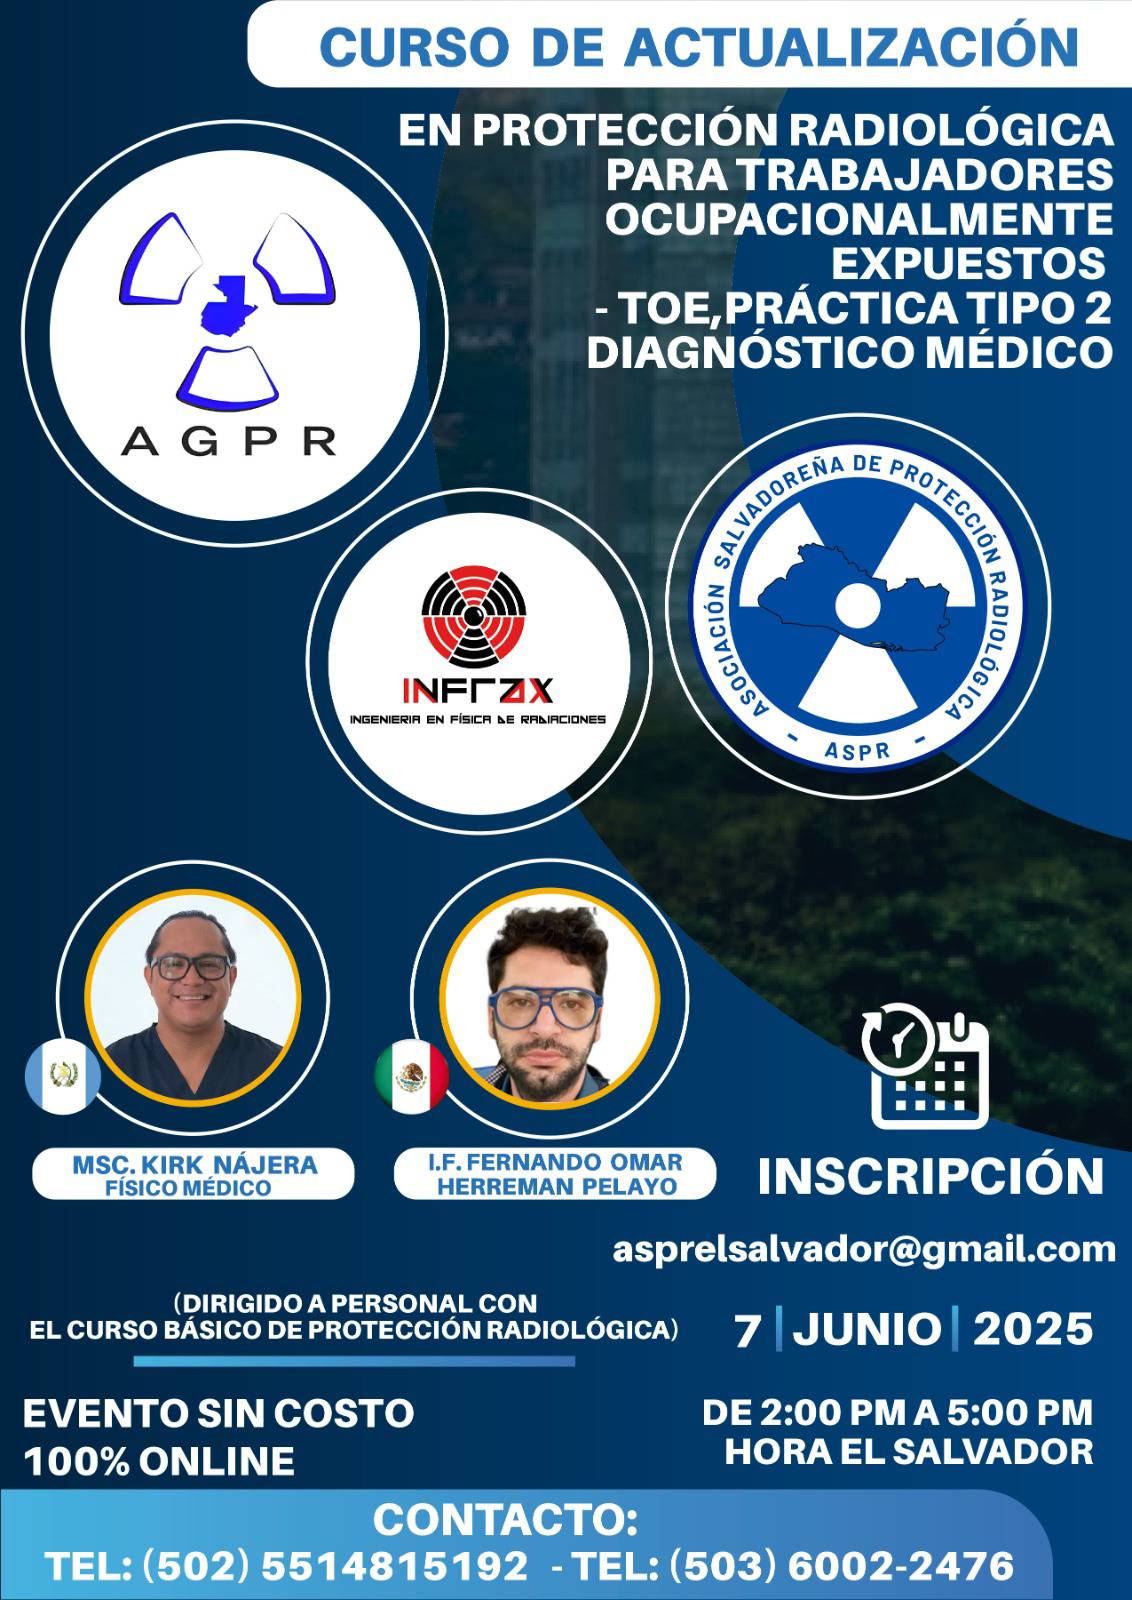 CURSO DE ACTUALIZACIÓN
EN PROTECCIÓN RADIOLÓGICA
PARA TRABAJADORES
OCUPACIONALMENTE
EXPUESTOS
- TOE,PRÁCTICA TIPO 2
DIAGNÓSTICO MÉDICO
AGPR
INFRAX
INGENIERIA EN FÍSICA DE RADIACIONES
ASOCIACIÓN SALVADOREÑA DE PROTECCIÓN RADIOLÓGICA
- ASPR -
MSC. KIRK NÁJERA
FÍSICO MÉDICO
I.F. FERNANDO OMAR
HERREMAN PELAYO
INSCRIPCIÓN
asprelsalvador@gmail.com
(DIRIGIDO A PERSONAL CON
EL CURSO BÁSICO DE PROTECCIÓN RADIOLÓGICA)
7 | JUNIO | 2025
EVENTO SIN COSTO
100% ONLINE
DE 2:00 PM A 5:00 PM
HORA EL SALVADOR
CONTACTO:
TEL: (502) 5514815192 - TEL: (503) 6002-2476